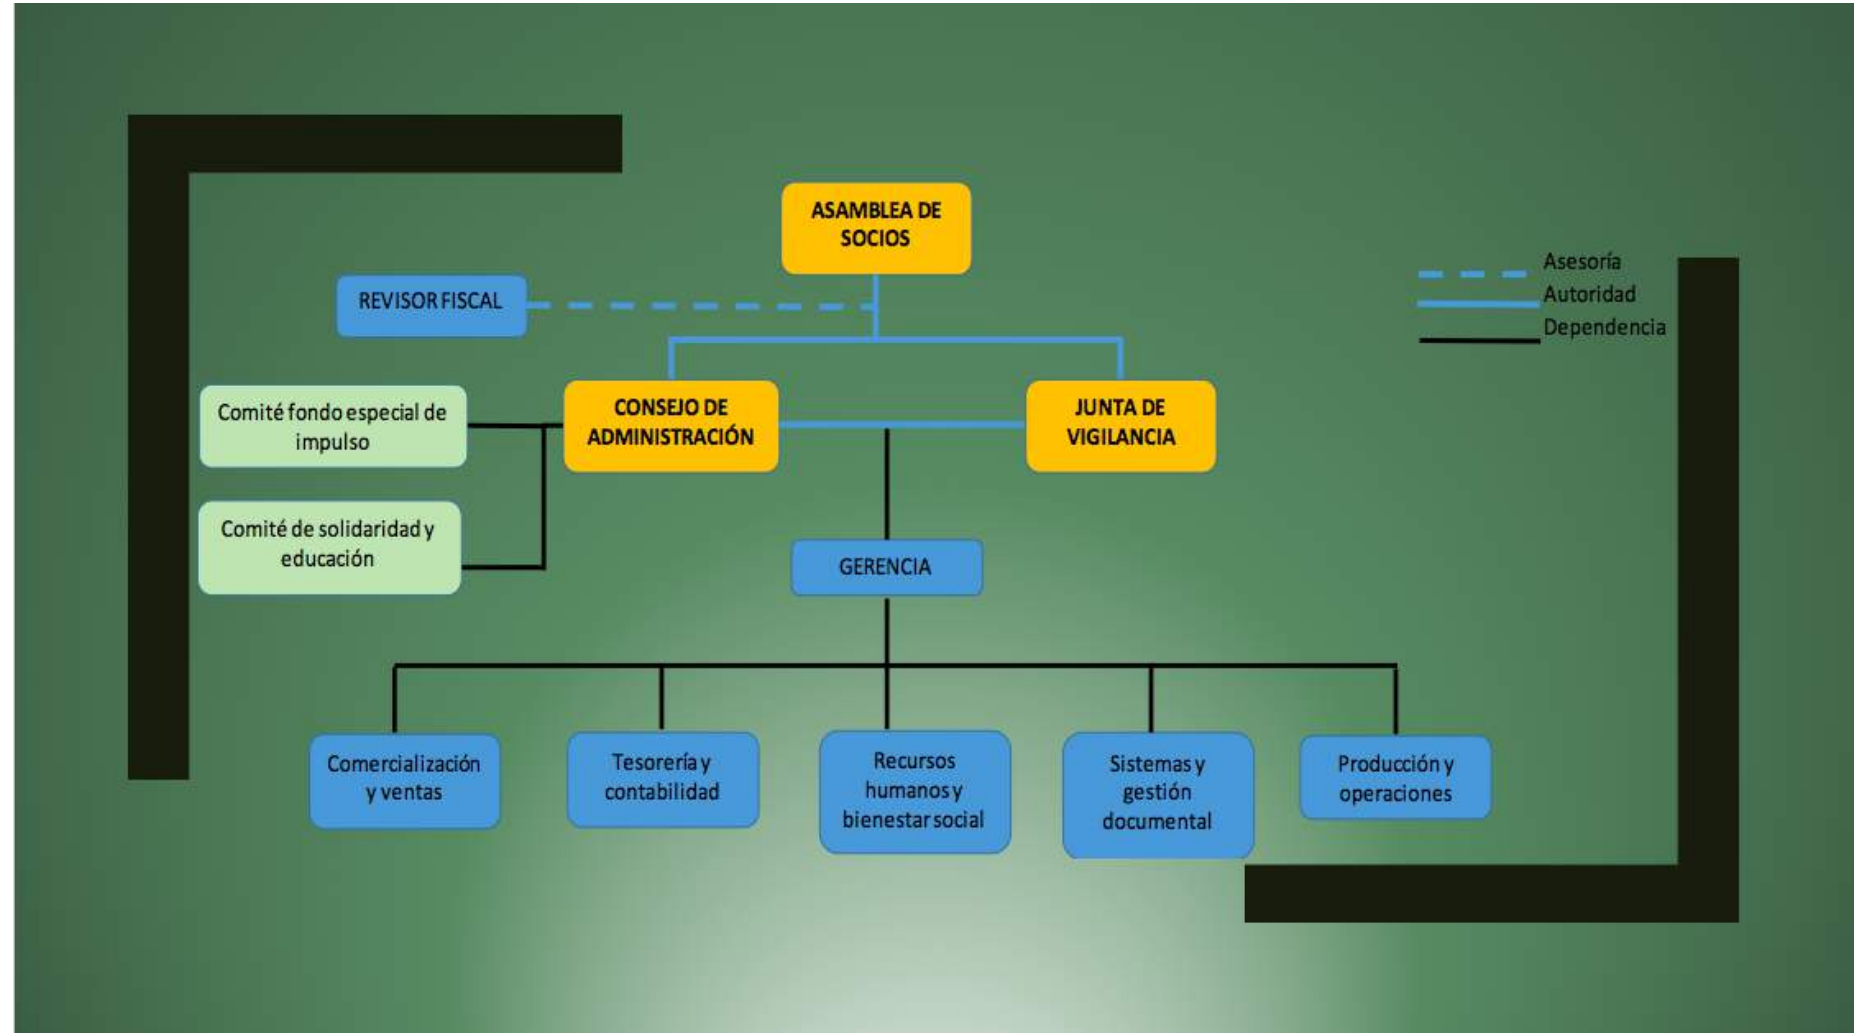 ASAMBLEA DE
SOCIOS
REVISOR FISCAL
Asesoría
Autoridad
Dependencia
Comité fondo especial de
impulso
CONSEJO DE
ADMINISTRACIÓN
JUNTA DE
VIGILANCIA
Comité de solidaridad y
educación
GERENCIA
Comercialización
y ventas
Tesorería y
contabilidad
Recursos
humanos y
bienestar social
Sistemas y
gestión
documental
Producción y
operaciones